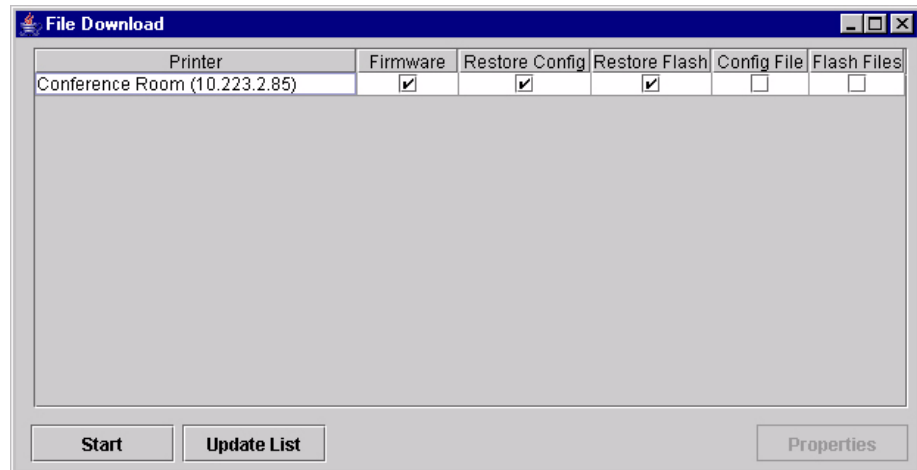 File Download
Printer Firmware Restore Config Restore Flash Config File Flash Files
Conference Room (10.223.2.85)
Start Update List Properties